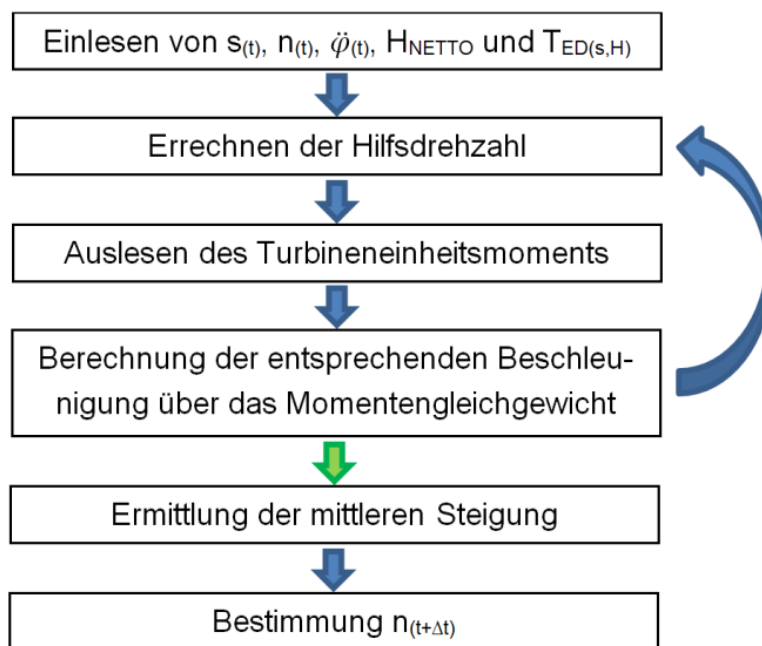 Einlesen von s(t), n(t), φ̈(t), HNETTO und TED(s,H)
Errechnen der Hilfsdrehzahl
Auslesen des Turbineneinheitsmoments
Berechnung der entsprechenden Beschleu-
nigung über das Momentengleichgewicht
Ermittlung der mittleren Steigung
Bestimmung n(t+Δt)